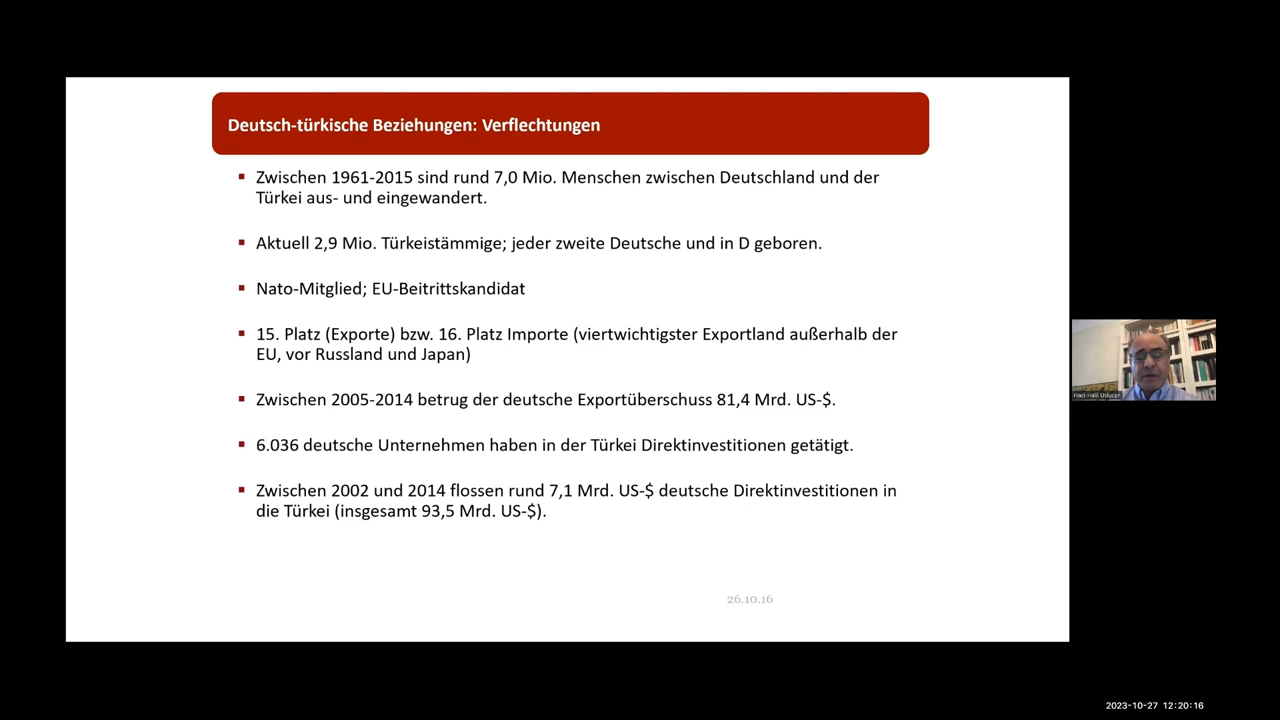 Deutsch-türkische Beziehungen: Verflechtungen
▪ Zwischen 1961-2015 sind rund 7,0 Mio. Menschen zwischen Deutschland und der
Türkei aus- und eingewandert.
▪ Aktuell 2,9 Mio. Türkeistämmige; jeder zweite Deutsche und in D geboren.
▪ Nato-Mitglied; EU-Beitrittskandidat
▪ 15. Platz (Exporte) bzw. 16. Platz Importe (viertwichtigster Exportland außerhalb der
EU, vor Russland und Japan)
▪ Zwischen 2005-2014 betrug der deutsche Exportüberschuss 81,4 Mrd. US-$.
▪ 6.036 deutsche Unternehmen haben in der Türkei Direktinvestitionen getätigt.
▪ Zwischen 2002 und 2014 flossen rund 7,1 Mrd. US-$ deutsche Direktinvestitionen in
die Türkei (insgesamt 93,5 Mrd. US-$).
26.10.16
Haci-Halil Uslucan
2023-10-27 12:20:16